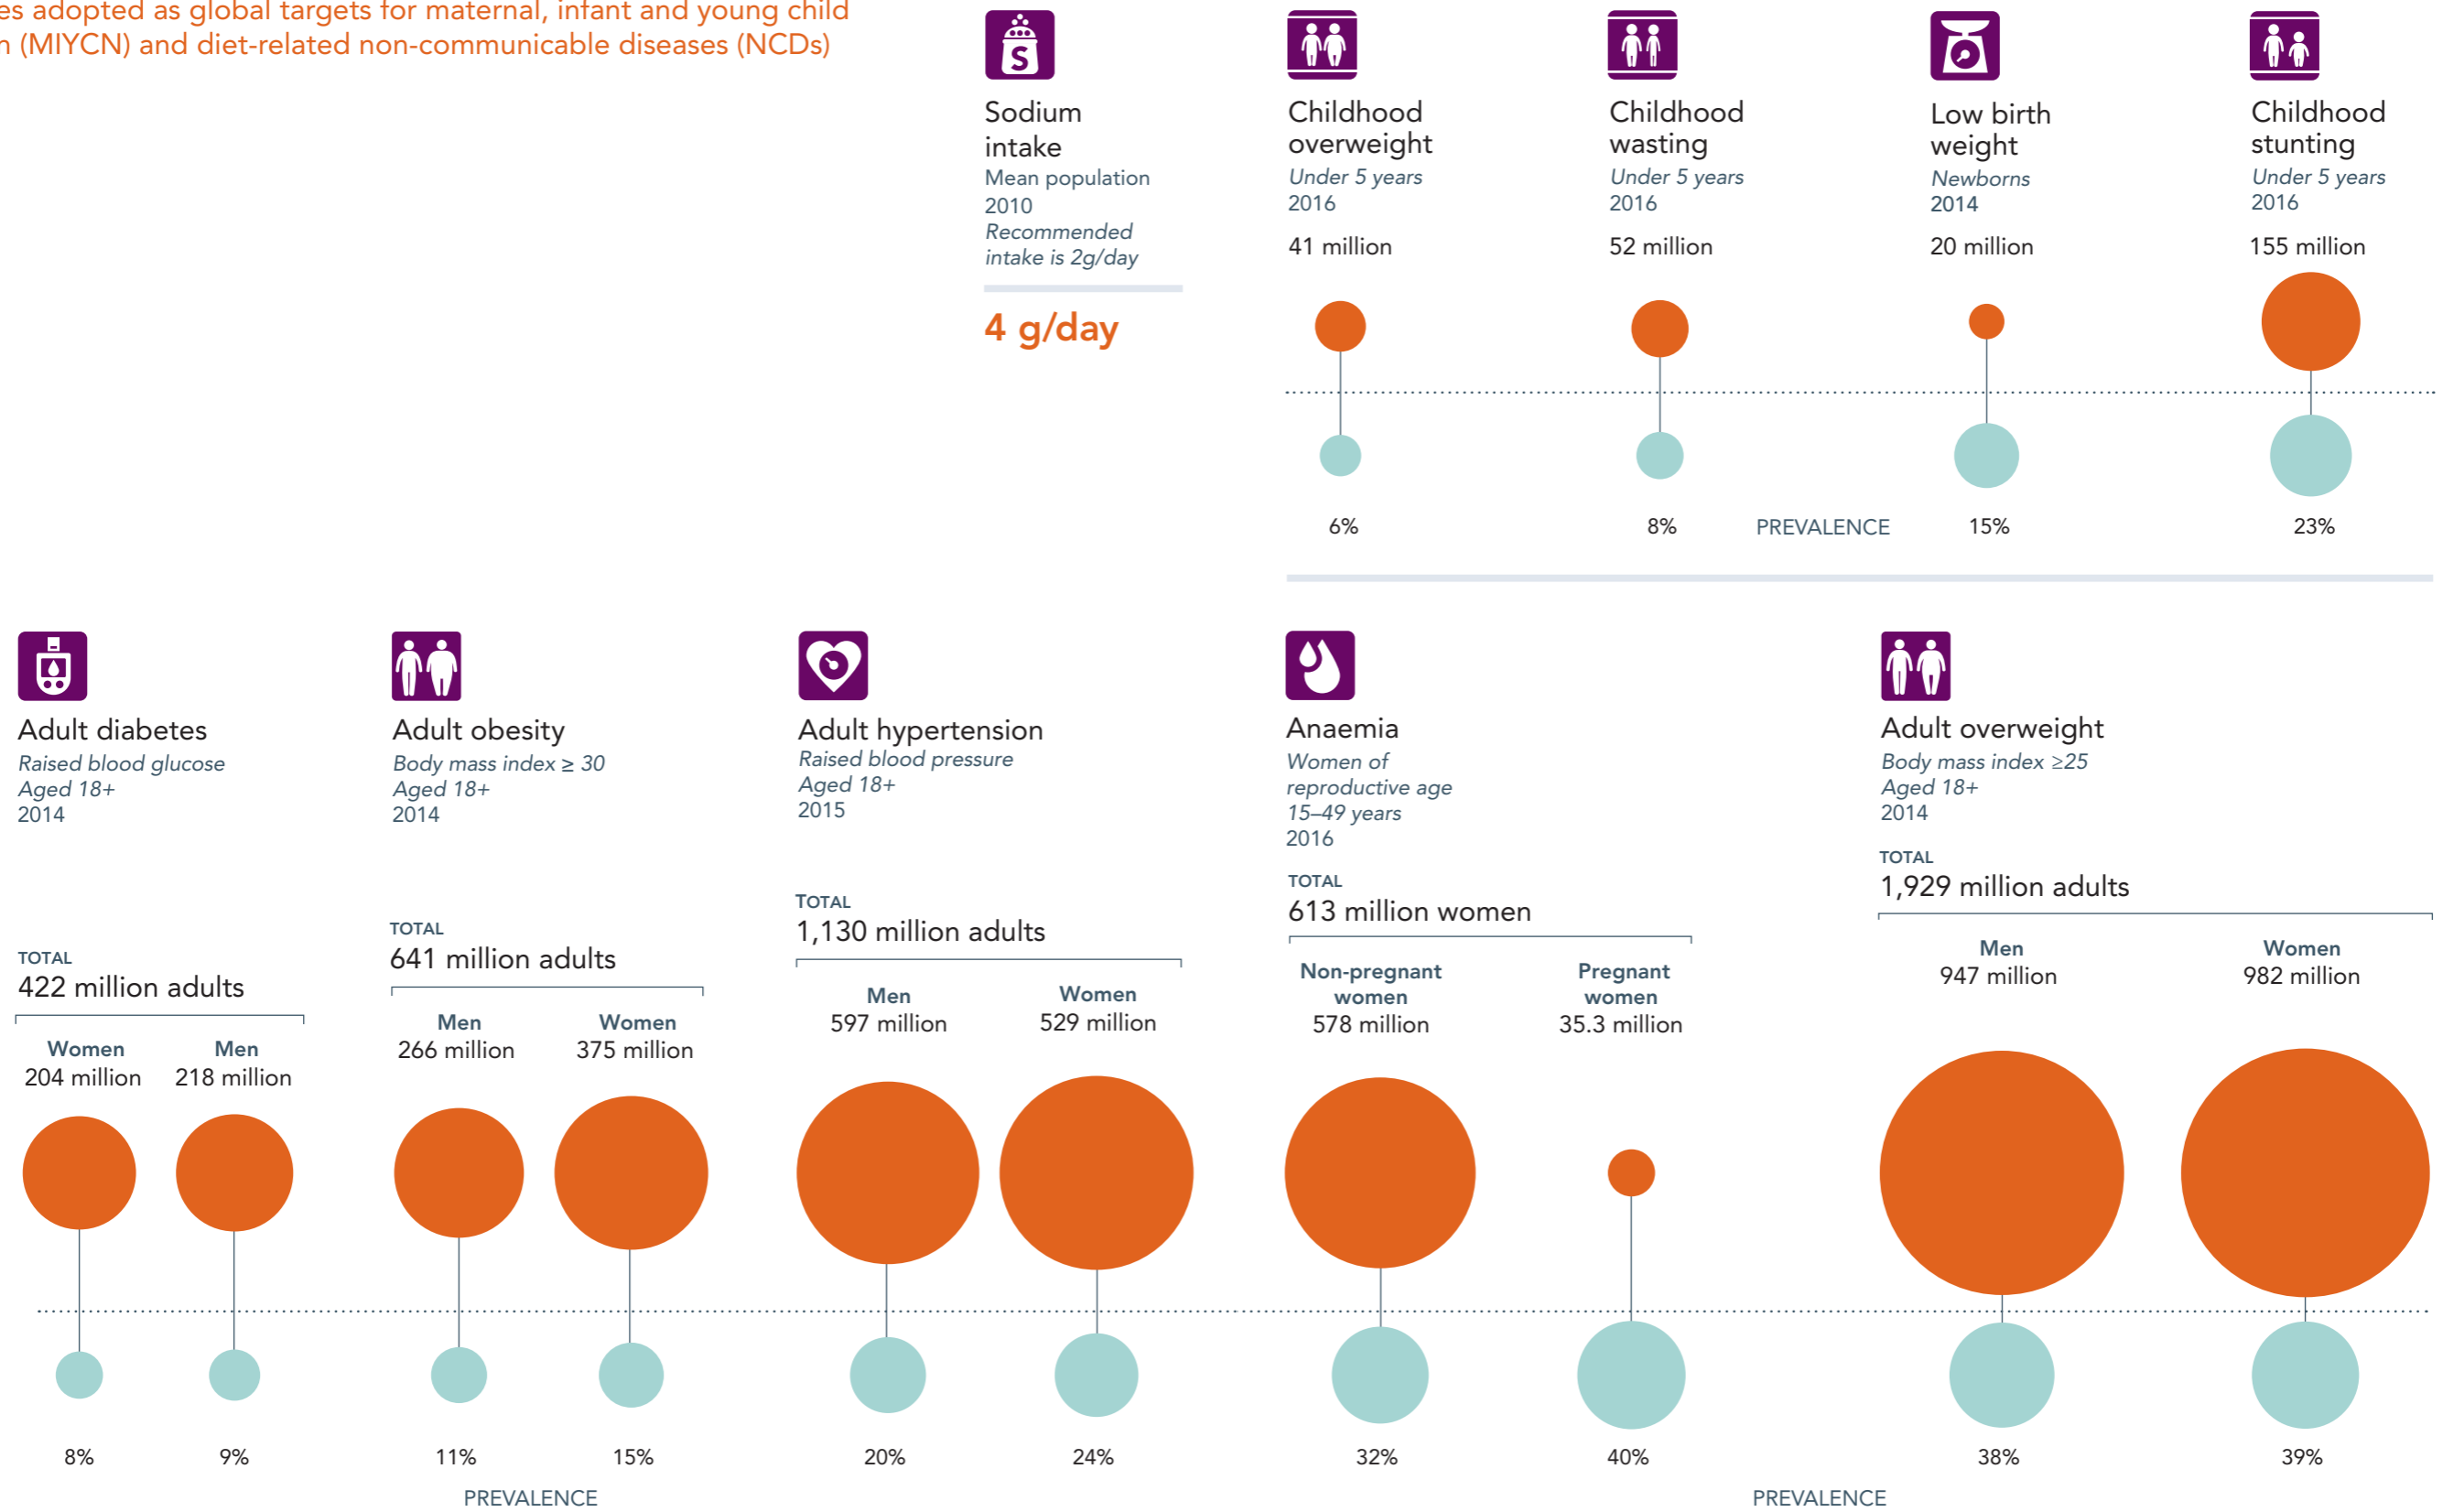 es adopted as global targets for maternal, infant and young child
n (MIYCN) and diet-related non-communicable diseases (NCDs)
S
Sodium
intake
Mean population
2010
Recommended
intake is 2g/day
4 g/day
Childhood
overweight
Under 5 years
2016
41 million
6%
Childhood
wasting
Under 5 years
2016
52 million
8%
PREVALENCE
Low birth
weight
Newborns
2014
20 million
15%
Childhood
stunting
Under 5 years
2016
155 million
23%
Adult diabetes
Raised blood glucose
Aged 18+
2014
TOTAL
422 million adults
Women
204 million
8%
Men
218 million
9%
Adult obesity
Body mass index ≥ 30
Aged 18+
2014
TOTAL
641 million adults
Men
266 million
11%
Women
375 million
15%
PREVALENCE
Adult hypertension
Raised blood pressure
Aged 18+
2015
TOTAL
1,130 million adults
Men
597 million
20%
Women
529 million
24%
Anaemia
Women of
reproductive age
15–49 years
2016
TOTAL
613 million women
Non-pregnant
women
578 million
32%
Pregnant
women
35.3 million
40%
Adult overweight
Body mass index ≥25
Aged 18+
2014
TOTAL
1,929 million adults
Men
947 million
38%
Women
982 million
39%
PREVALENCE